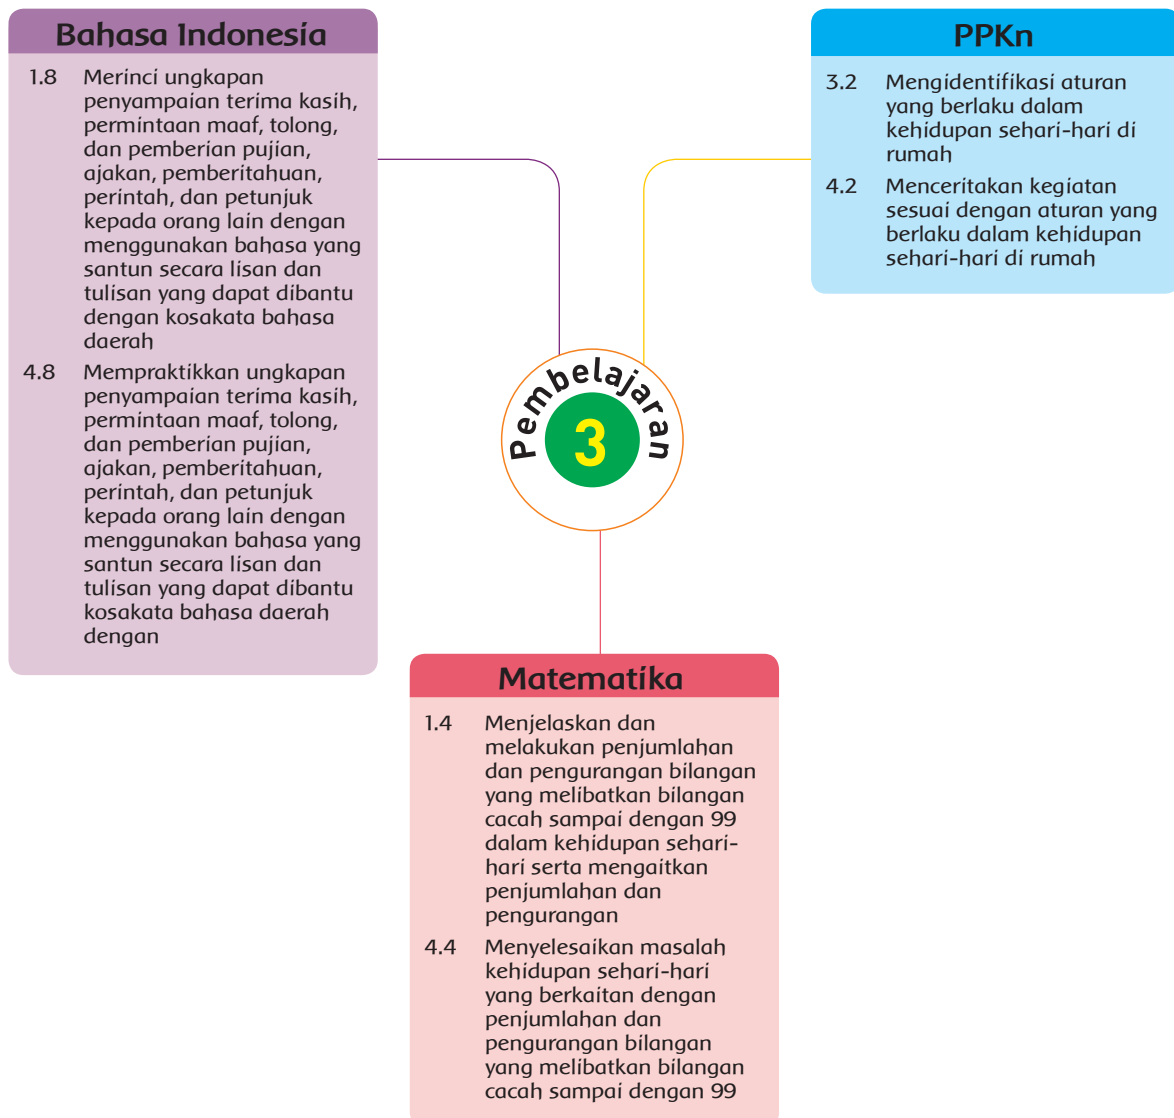 Bahasa Indonesia
1.8 Merinci ungkapan
penyampaian terima kasih,
permintaan maaf, tolong,
dan pemberian pujian,
ajakan, pemberitahuan,
perintah, dan petunjuk
kepada orang lain dengan
menggunakan bahasa yang
santun secara lisan dan
tulisan yang dapat dibantu
dengan kosakata bahasa
daerah
4.8 Mempraktikkan ungkapan
penyampaian terima kasih,
permintaan maaf, tolong,
dan pemberian pujian,
ajakan, pemberitahuan,
perintah, dan petunjuk
kepada orang lain dengan
menggunakan bahasa yang
santun secara lisan dan
tulisan yang dapat dibantu
kosakata bahasa daerah
dengan
PPKn
3.2 Mengidentifikasi aturan
yang berlaku dalam
kehidupan sehari-hari di
rumah
4.2 Menceritakan kegiatan
sesuai dengan aturan yang
berlaku dalam kehidupan
sehari-hari di rumah
Pembelajaran
3
Matematika
1.4 Menjelaskan dan
melakukan penjumlahan
dan pengurangan bilangan
yang melibatkan bilangan
cacah sampai dengan 99
dalam kehidupan sehari-
hari serta mengaitkan
penjumlahan dan
pengurangan
4.4 Menyelesaikan masalah
kehidupan sehari-hari
yang berkaitan dengan
penjumlahan dan
pengurangan bilangan
yang melibatkan bilangan
cacah sampai dengan 99